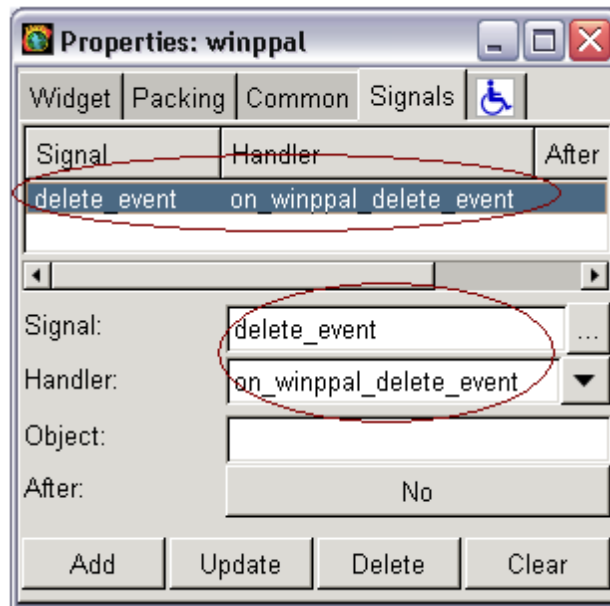 Properties: winppal
Widget Packing Common Signals
Signal Handler After
delete_event on_winppal_delete_event
Signal: delete_event ...
Handler: on_winppal_delete_event
Object:
After: No
Add Update Delete Clear